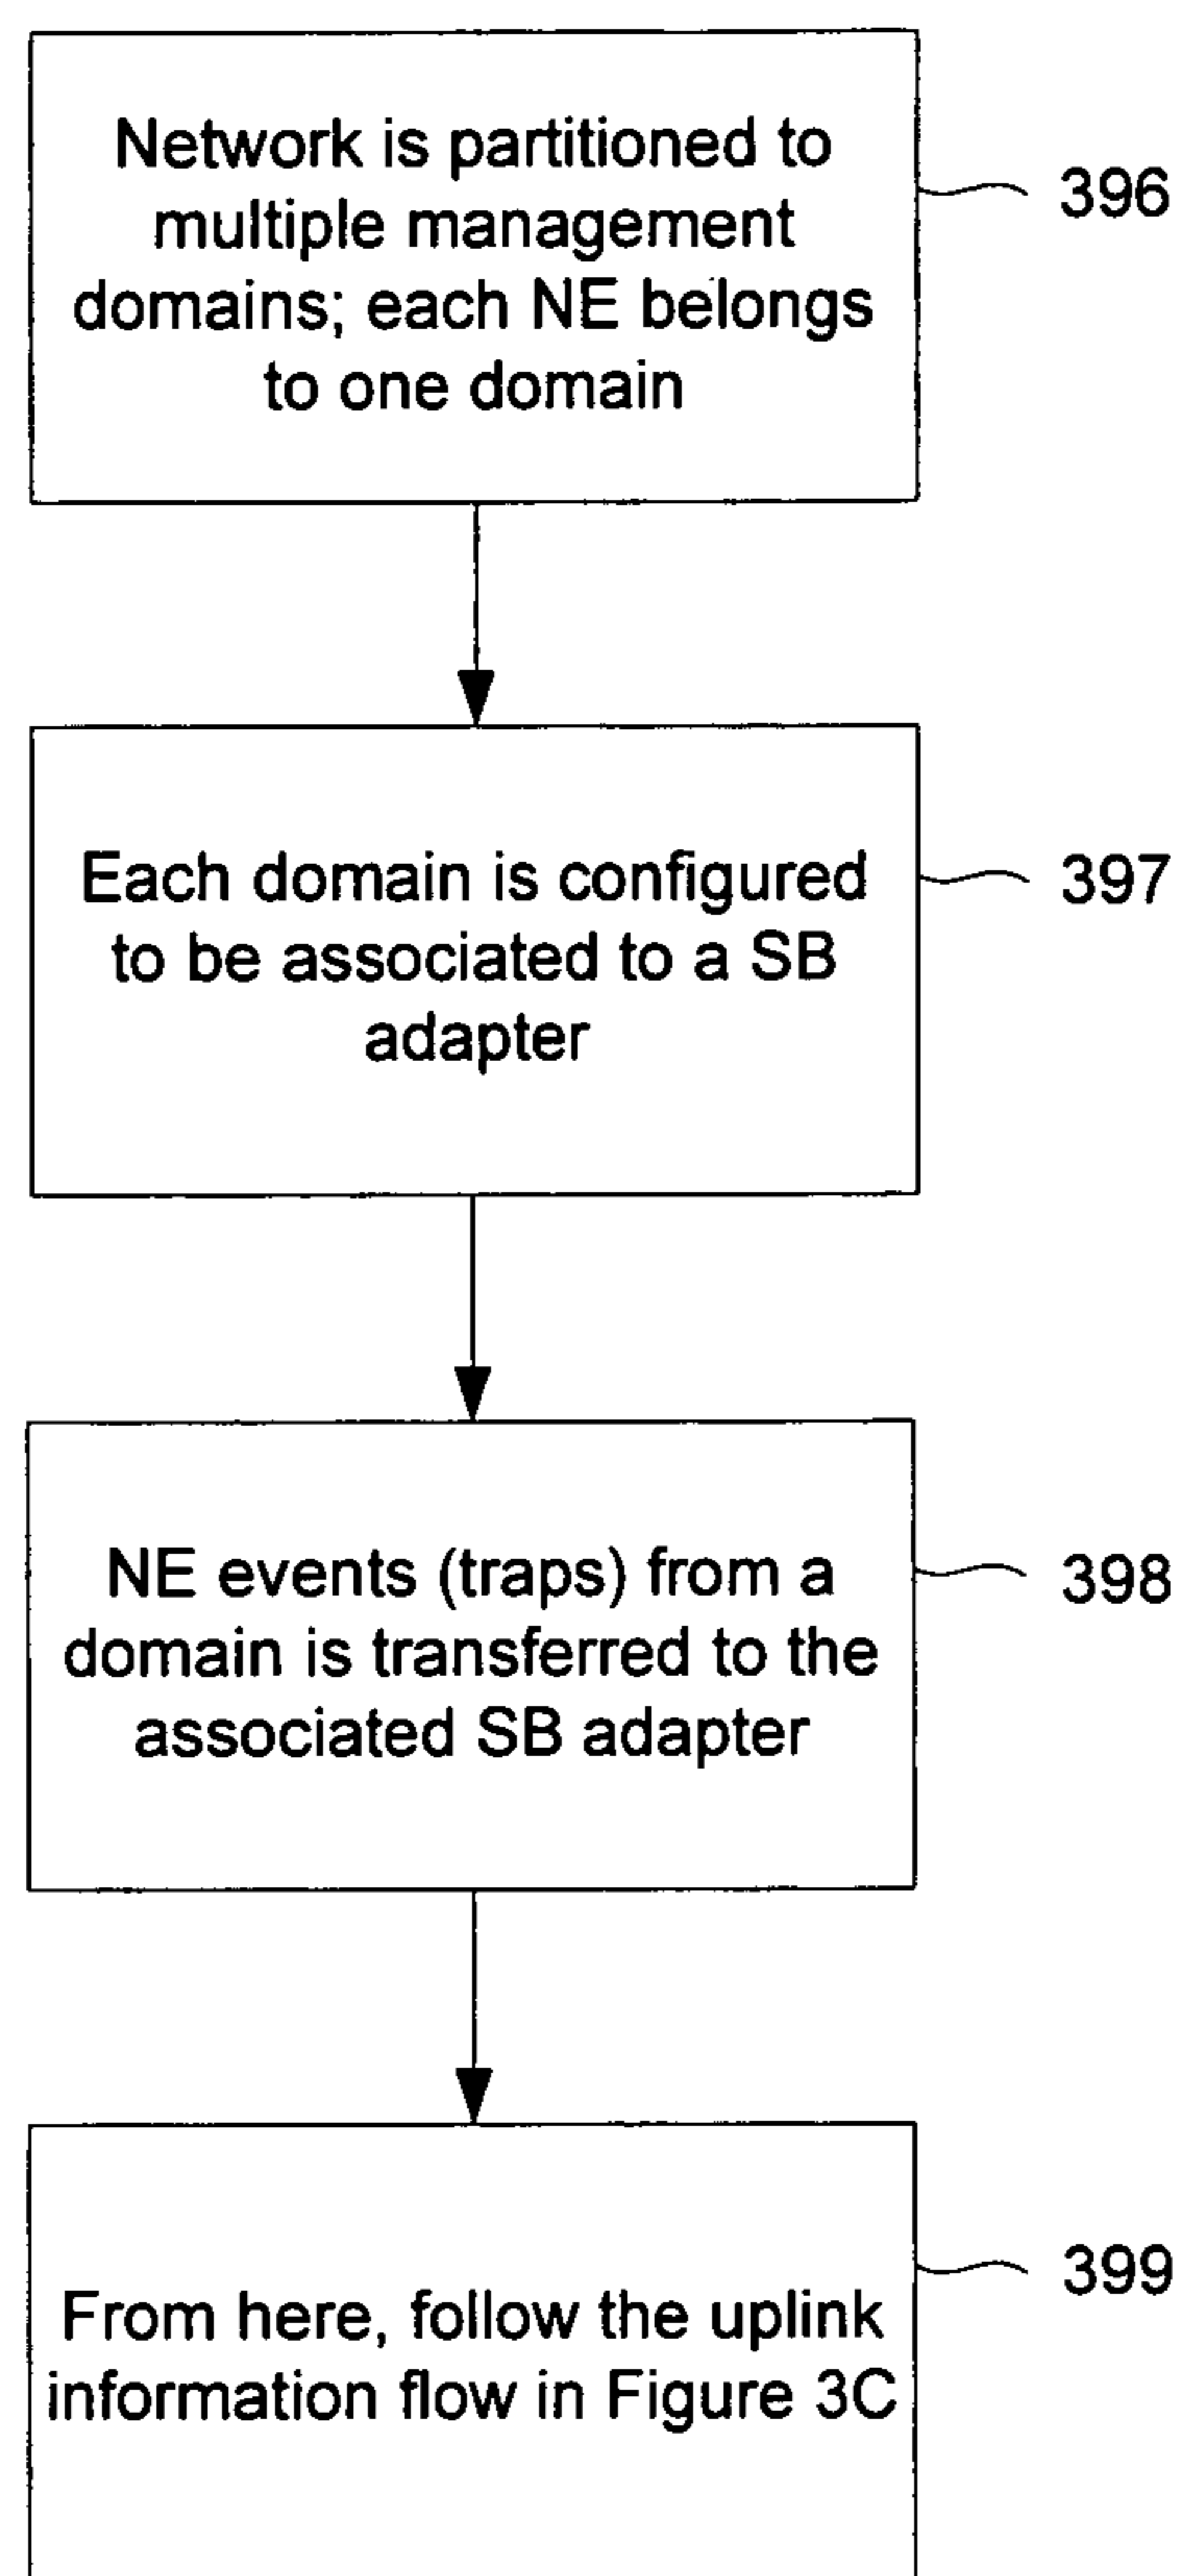 Network is partitioned to
multiple management
domains; each NE belongs
to one domain
396
Each domain is configured
to be associated to a SB
adapter
397
NE events (traps) from a
domain is transferred to the
associated SB adapter
398
From here, follow the uplink
information flow in Figure 3C
399